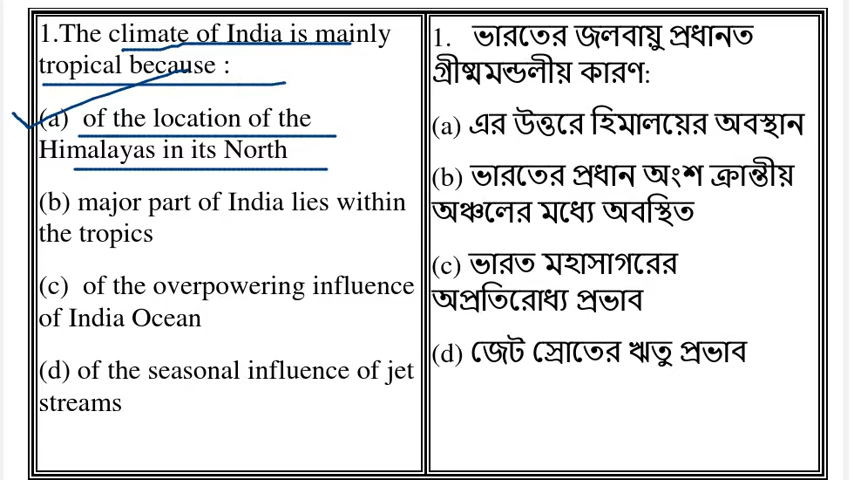 1.The climate of India is mainly
tropical because :
(a) of the location of the
Himalayas in its North
(b) major part of India lies within
the tropics
(c) of the overpowering influence
of India Ocean
(d) of the seasonal influence of jet
streams
1. ভারতের জলবায়ু প্রধানত
গ্রীষ্মমন্ডলীয় কারণ:
(a) এর উত্তরে হিমালয়ের অবস্থান
(b) ভারতের প্রধান অংশ ক্রান্তীয়
অঞ্চলের মধ্যে অবস্থিত
(c) ভারত মহাসাগরের
অপ্রতিরোধ্য প্রভাব
(d) জেট স্রোতের ঋতু প্রভাব